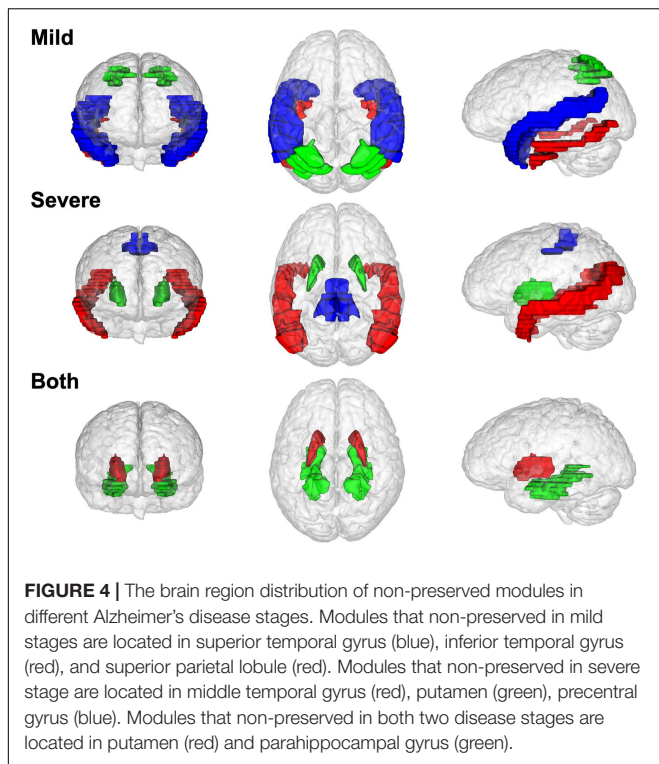 Mild
Severe
Both
FIGURE 4 | The brain region distribution of non-preserved modules in
different Alzheimer's disease stages. Modules that non-preserved in mild
stages are located in superior temporal gyrus (blue), inferior temporal gyrus
(red), and superior parietal lobule (red). Modules that non-preserved in severe
stage are located in middle temporal gyrus (red), putamen (green), precentral
gyrus (blue). Modules that non-preserved in both two disease stages are
located in putamen (red) and parahippocampal gyrus (green).